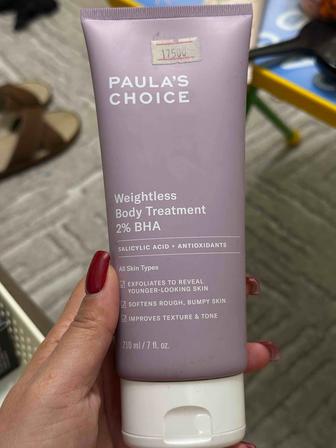 17500
PAULA'S
CHOICE
Weightless
Body Treatment
2% BHA
SALICYLIC ACID + ANTIOXIDANTS
All Skin Types
EXFOLIATES TO REVEAL
YOUNGER-LOOKING SKIN
SOFTENS ROUGH, BUMPY SKIN
IMPROVES TEXTURE & TONE
210 ml / 7 fl. oz.